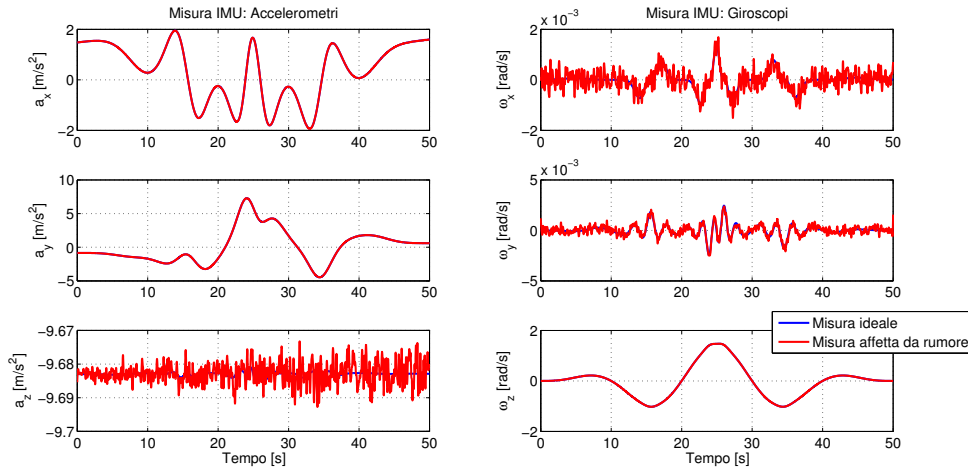 Misura IMU: Accelerometri
2
0
−2
0 10 20 30 40 50
a_x [m/s²]
10
5
0
−5
0 10 20 30 40 50
a_y [m/s²]
−9.67
−9.68
−9.69
−9.7
0 10 20 30 40 50
a_z [m/s²]
Tempo [s]
Misura IMU: Giroscopi
x 10⁻³
2
0
−2
0 10 20 30 40 50
ω_x [rad/s]
x 10⁻³
5
0
−5
0 10 20 30 40 50
ω_y [rad/s]
Misura ideale
Misura affetta da rumore
2
0
−2
0 10 20 30 40 50
ω_z [rad/s]
Tempo [s]